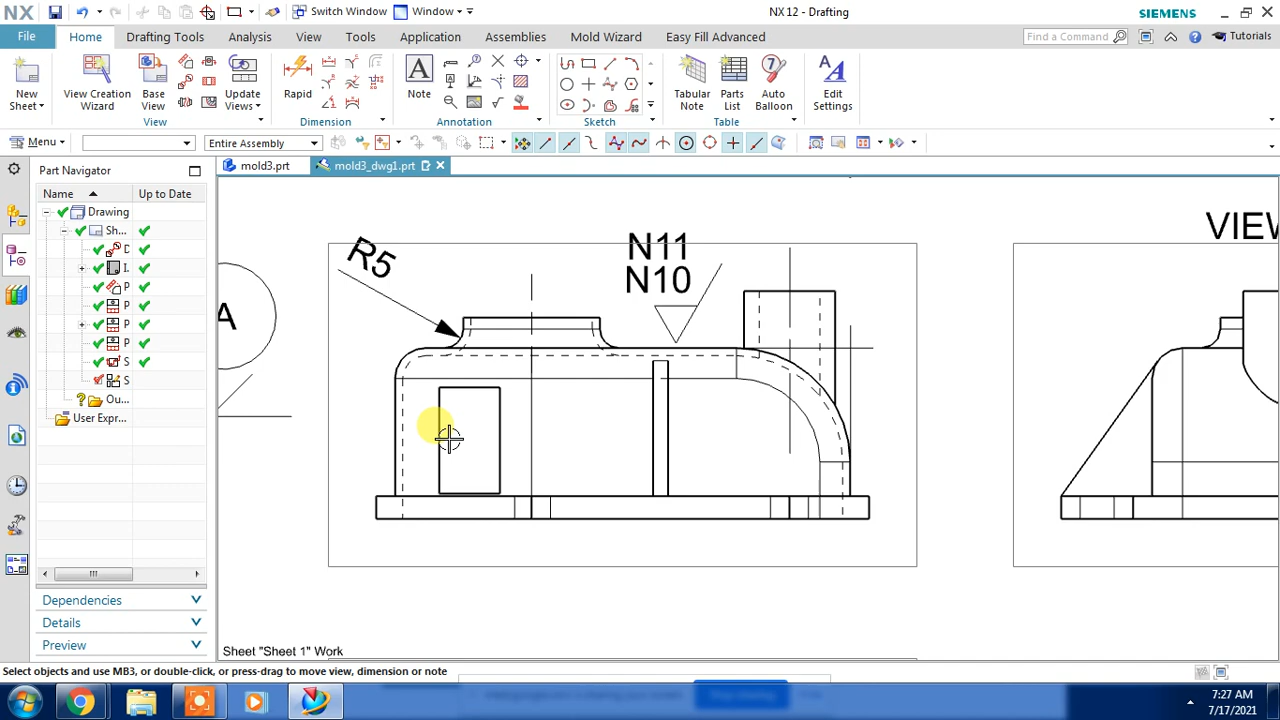 NX
Switch Window
Window
NX 12 - Drafting
SIEMENS
File
Home
Drafting Tools
Analysis
View
Tools
Application
Assemblies
Mold Wizard
Easy Fill Advanced
Find a Command
Tutorials
New
Sheet
View Creation
Wizard
Base
View
Update
Views
View
Rapid
Dimension
A
Note
Annotation
Sketch
Tabular
Note
Parts
List
Auto
Balloon
Table
Edit
Settings
Menu
Entire Assembly
Part Navigator
mold3.prt
mold3_dwg1.prt
Name
Up to Date
Drawing
Sh...
D
I.
P
P
P
P
S
S
Ou...
User Expr...
Dependencies
Details
Preview
A
R5
N11
N10
VIEW
Sheet "Sheet 1" Work
Select objects and use MB3, or double-click, or press-drag to move view, dimension or note
7:27 AM
7/17/2021